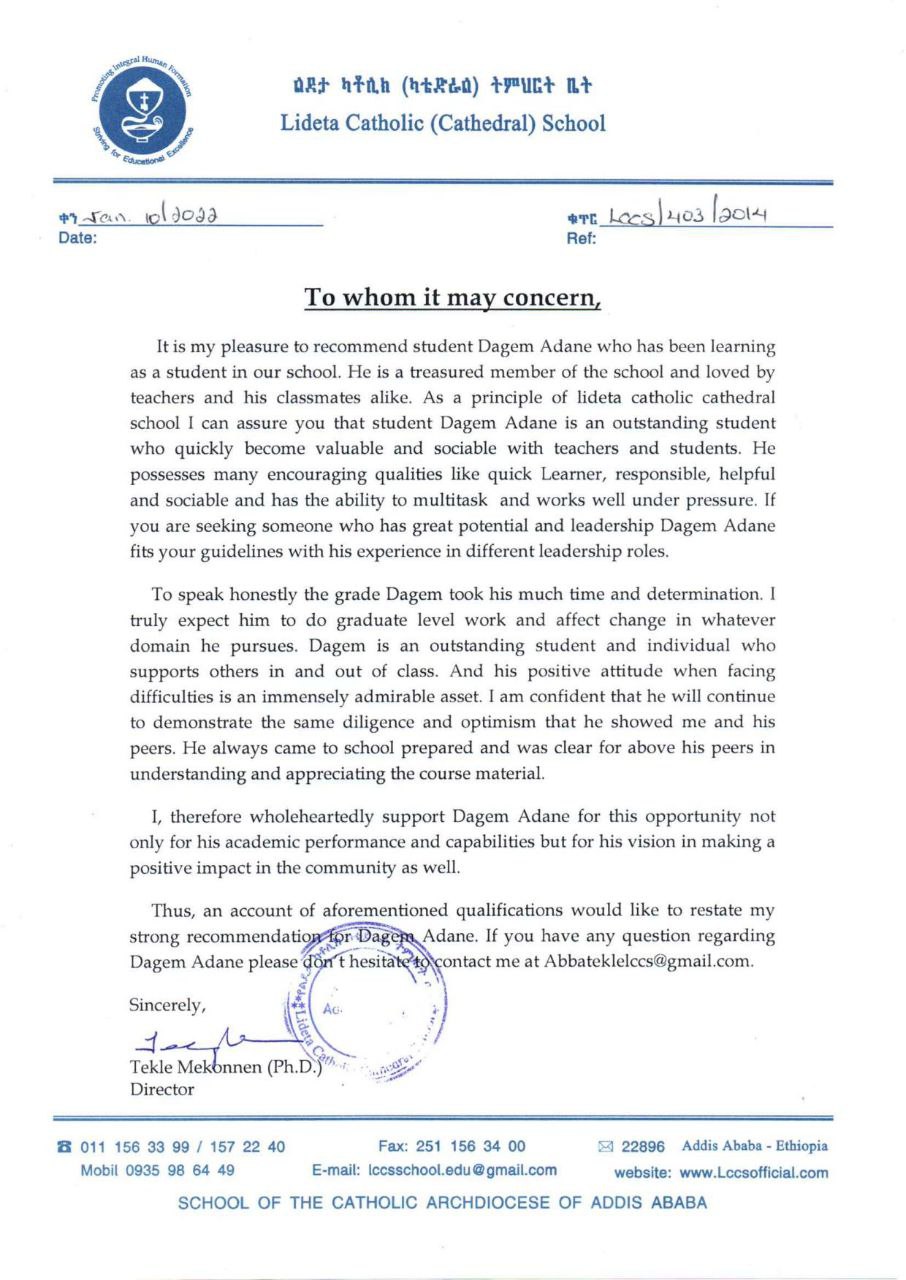 Promoting Integral Human Formation
Striving for Educational Excellence
ልደታ ካቶሊክ (ካቴድራል) ትምህርት ቤት
Lideta Catholic (Cathedral) School
ቀን Jan. 10/2022
Date:
ቁጥር Lccs/403/2014
Ref:
To whom it may concern,
It is my pleasure to recommend student Dagem Adane who has been learning
as a student in our school. He is a treasured member of the school and loved by
teachers and his classmates alike. As a principle of lideta catholic cathedral
school I can assure you that student Dagem Adane is an outstanding student
who quickly become valuable and sociable with teachers and students. He
possesses many encouraging qualities like quick Learner, responsible, helpful
and sociable and has the ability to multitask and works well under pressure. If
you are seeking someone who has great potential and leadership Dagem Adane
fits your guidelines with his experience in different leadership roles.
To speak honestly the grade Dagem took his much time and determination. I
truly expect him to do graduate level work and affect change in whatever
domain he pursues. Dagem is an outstanding student and individual who
supports others in and out of class. And his positive attitude when facing
difficulties is an immensely admirable asset. I am confident that he will continue
to demonstrate the same diligence and optimism that he showed me and his
peers. He always came to school prepared and was clear for above his peers in
understanding and appreciating the course material.
I, therefore wholeheartedly support Dagem Adane for this opportunity not
only for his academic performance and capabilities but for his vision in making a
positive impact in the community as well.
Thus, an account of aforementioned qualifications would like to restate my
strong recommendation for Dagem Adane. If you have any question regarding
Dagem Adane please don't hesitate to contact me at Abbateklelccs@gmail.com.
Sincerely,
Lideta
Tekle Mekonnen (Ph.D.)
Director
011 156 33 99 / 157 22 40
Fax: 251 156 34 00
22896 Addis Ababa - Ethiopia
Mobil 0935 98 64 49
E-mail: lccsschool.edu@gmail.com
website: www.Lccsofficial.com
SCHOOL OF THE CATHOLIC ARCHDIOCESE OF ADDIS ABABA